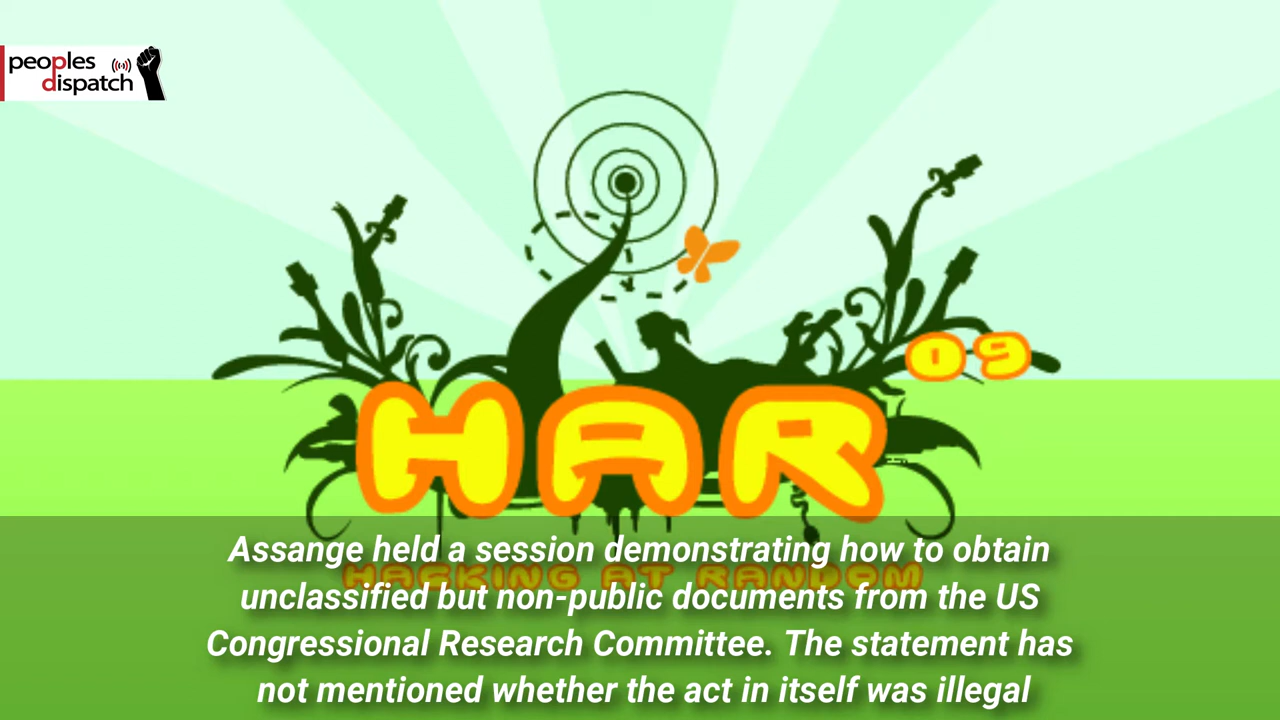 peoples
dispatch
09
HAR
Assange held a session demonstrating how to obtain
HACKING AT RANDOM
unclassified but non-public documents from the US
Congressional Research Committee. The statement has
not mentioned whether the act in itself was illegal